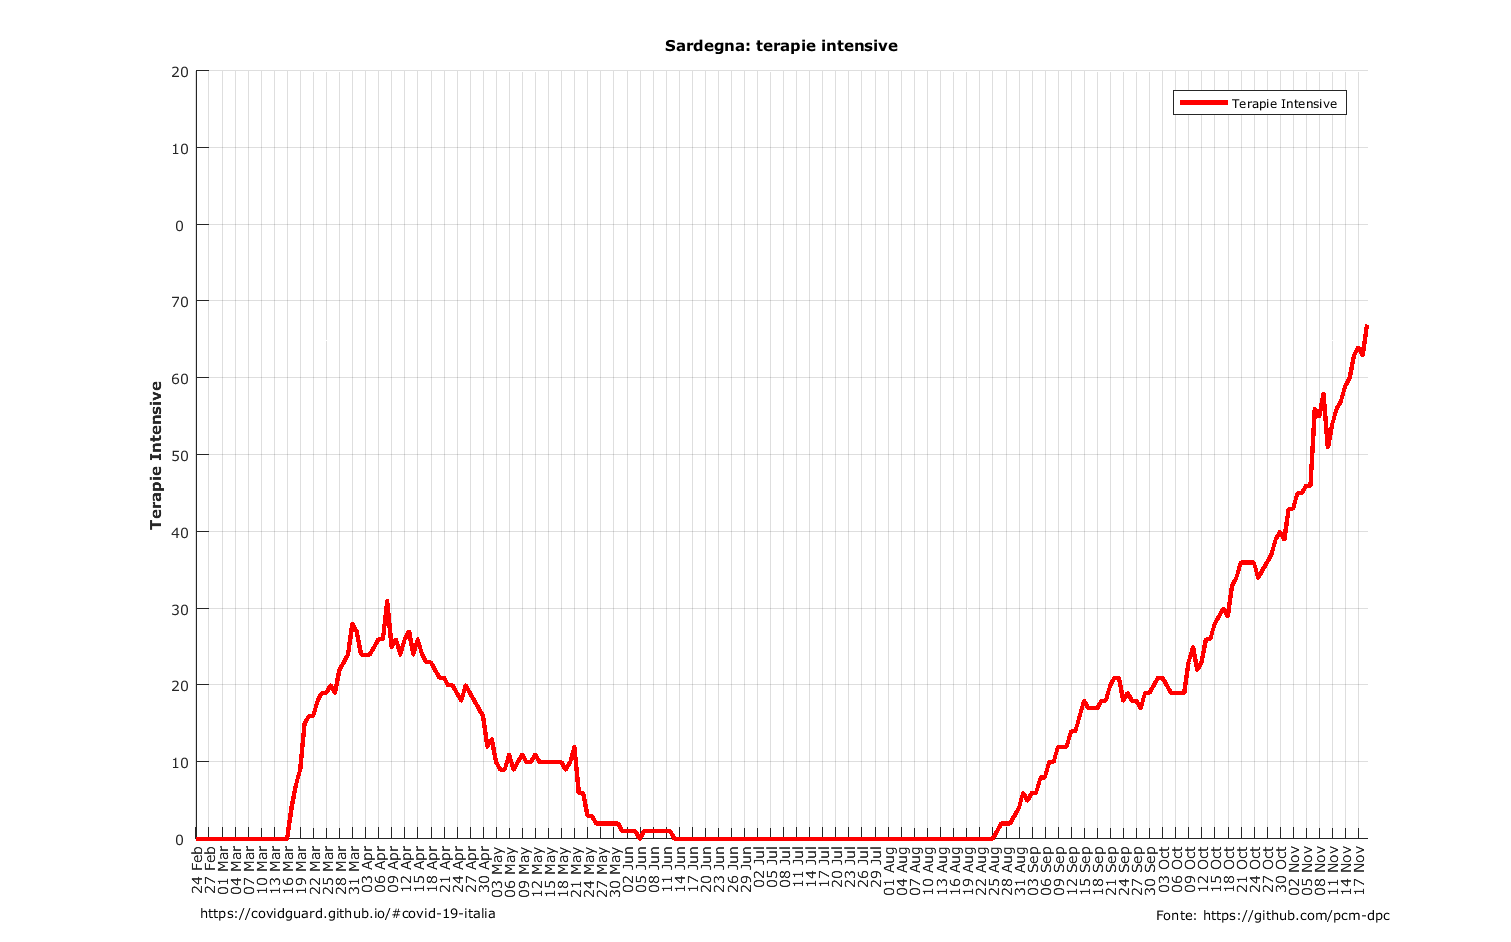 Sardegna: terapie intensive
Terapie Intensive
20
10
0
70
60
50
40
30
20
10
0
Terapie Intensive
24 Feb
27 Feb
01 Mar
04 Mar
07 Mar
10 Mar
13 Mar
16 Mar
19 Mar
22 Mar
25 Mar
28 Mar
31 Mar
03 Apr
06 Apr
09 Apr
12 Apr
15 Apr
18 Apr
21 Apr
24 Apr
27 Apr
30 Apr
03 May
06 May
09 May
12 May
15 May
18 May
21 May
24 May
27 May
30 May
02 Jun
05 Jun
08 Jun
11 Jun
14 Jun
17 Jun
20 Jun
23 Jun
26 Jun
29 Jun
02 Jul
05 Jul
08 Jul
11 Jul
14 Jul
17 Jul
20 Jul
23 Jul
26 Jul
29 Jul
01 Aug
04 Aug
07 Aug
10 Aug
13 Aug
16 Aug
19 Aug
22 Aug
25 Aug
28 Aug
31 Aug
03 Sep
06 Sep
09 Sep
12 Sep
15 Sep
18 Sep
21 Sep
24 Sep
27 Sep
30 Sep
03 Oct
06 Oct
09 Oct
12 Oct
15 Oct
18 Oct
21 Oct
24 Oct
27 Oct
30 Oct
02 Nov
05 Nov
08 Nov
11 Nov
14 Nov
17 Nov
https://covidguard.github.io/#covid-19-italia
Fonte: https://github.com/pcm-dpc